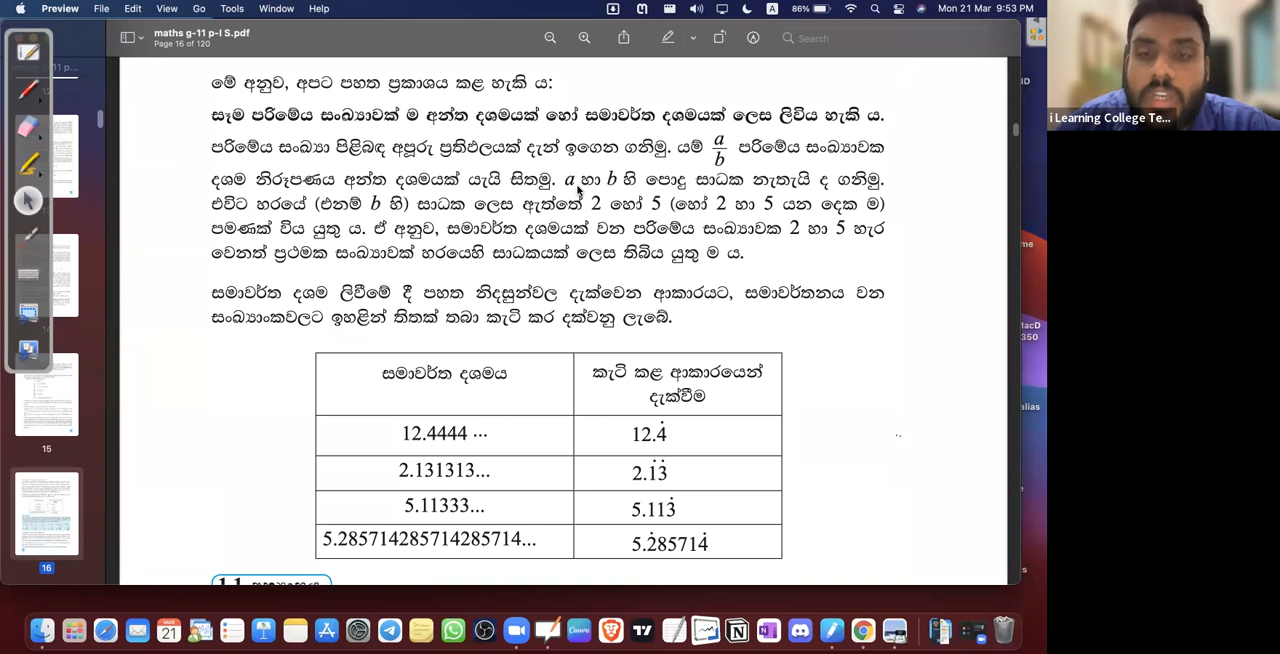 Preview File Edit View Go Tools Window Help
86% Mon 21 Mar 9:53 PM
maths g-11 p-I S.pdf
Page 16 of 120
Search
i Learning College Te...
11 p...
මේ අනුව, අපට පහත ප්‍රකාශය කළ හැකි ය:
සෑම පරිමේය සංඛ්‍යාවක් ම අන්ත දශමයක් හෝ සමාවර්ත දශමයක් ලෙස ලිවිය හැකි ය.
පරිමේය සංඛ්‍යා පිළිබඳ අපූරු ප්‍රතිඵලයක් දැන් ඉගෙන ගනිමු. යම් a/b පරිමේය සංඛ්‍යාවක
දශම නිරූපණය අන්ත දශමයක් යැයි සිතමු. a හා b හි පොදු සාධක නැතැයි ද ගනිමු.
එවිට හරයේ (එනම් b හි) සාධක ලෙස ඇත්තේ 2 හෝ 5 (හෝ 2 හා 5 යන දෙක ම)
පමණක් විය යුතු ය. ඒ අනුව, සමාවර්ත දශමයක් වන පරිමේය සංඛ්‍යාවක 2 හා 5 හැර
වෙනත් ප්‍රථමක සංඛ්‍යාවක් හරයෙහි සාධකයක් ලෙස තිබිය යුතු ම ය.
සමාවර්ත දශම ලිවීමේ දී පහත නිදසුන්වල දැක්වෙන ආකාරයට, සමාවර්තනය වන
සංඛ්‍යාංකවලට ඉහළින් තිතක් තබා කැටි කර දක්වනු ලැබේ.
සමාවර්ත දශමය
කැටි කළ ආකාරයෙන්
දැක්වීම
12.4444 ... 12.4̇
2.131313... 2.1̇3̇
5.11333... 5.113̇
5.285714285714285714... 5.2̇85714̇
15
16